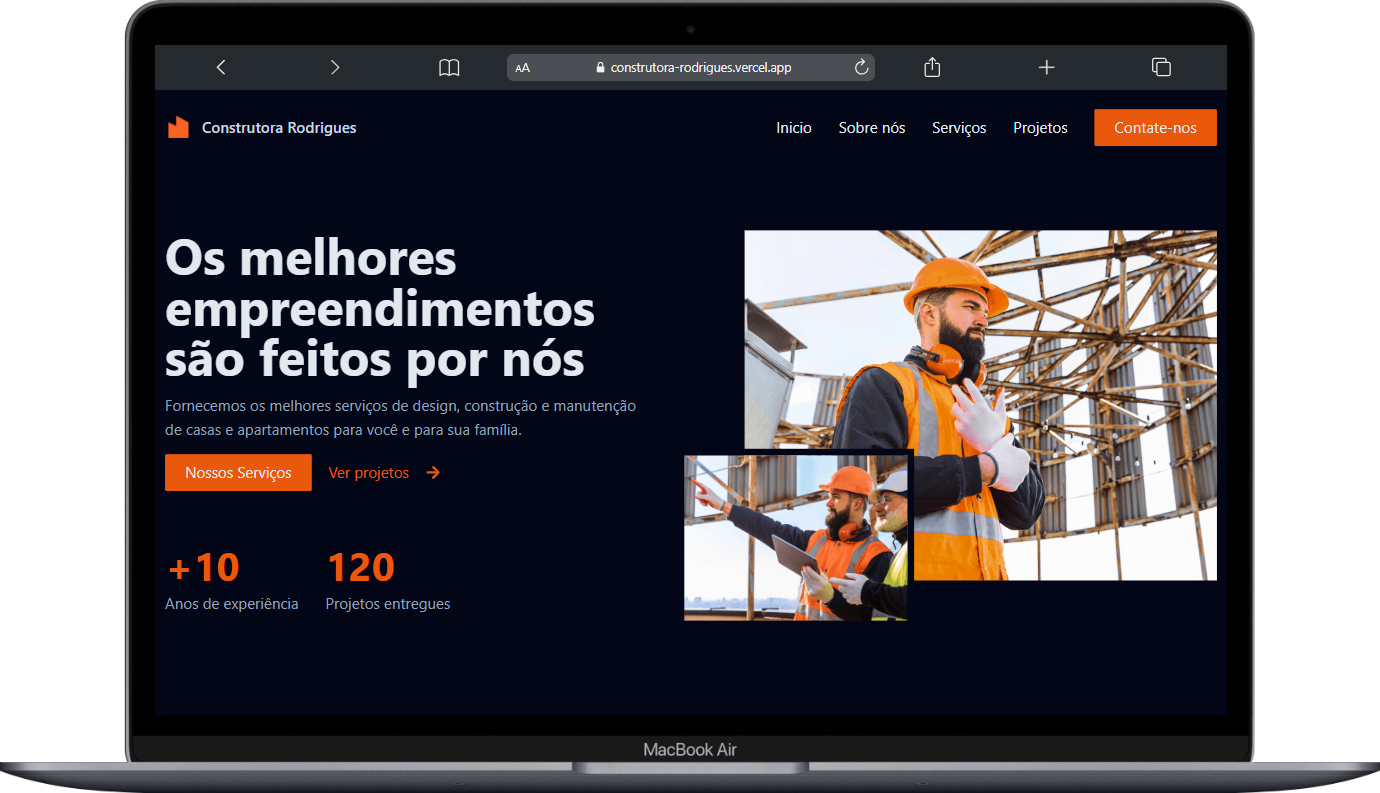 AA construtora-rodrigues.vercel.app
Construtora Rodrigues
Inicio Sobre nós Serviços Projetos Contate-nos
Os melhores
empreendimentos
são feitos por nós
Fornecemos os melhores serviços de design, construção e manutenção
de casas e apartamentos para você e para sua família.
Nossos Serviços Ver projetos
+10 120
Anos de experiência Projetos entregues
MacBook Air